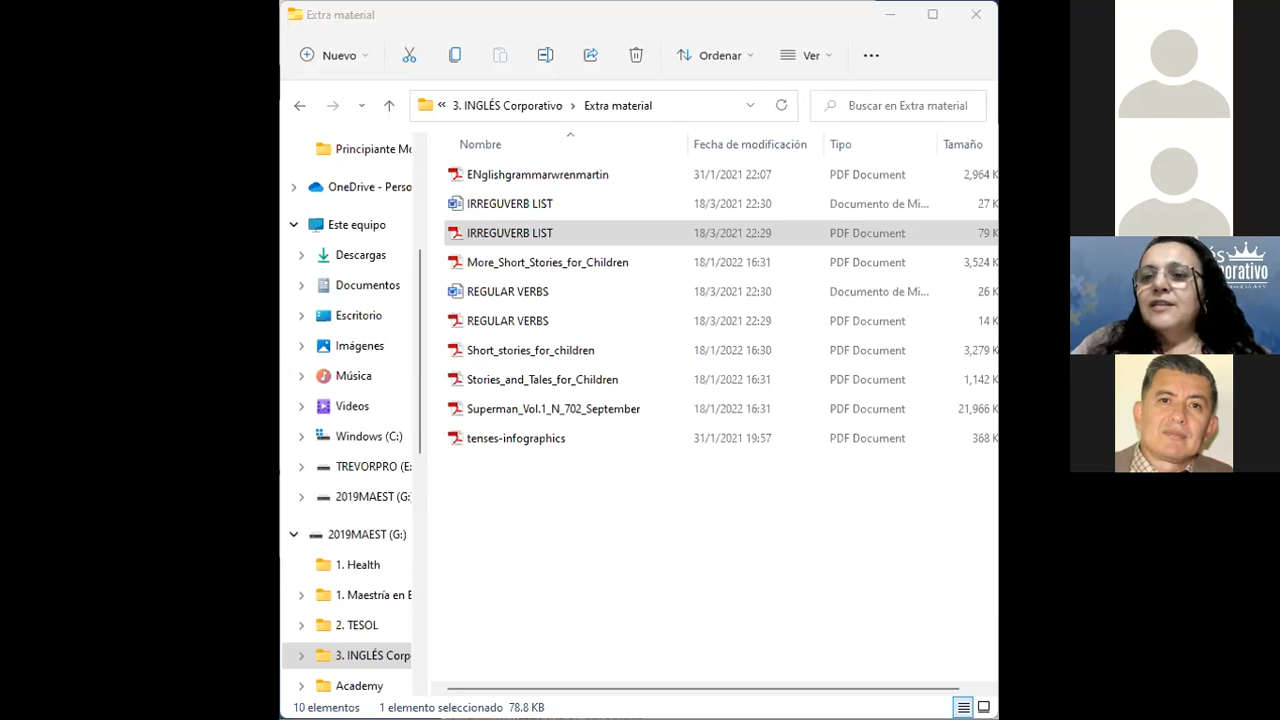 Extra material
Nuevo Ordenar Ver
3. INGLÉS Corporativo Extra material Buscar en Extra material
Nombre Fecha de modificación Tipo Tamaño
Principiante Mo
OneDrive - Perso
Este equipo
Descargas
Documentos
Escritorio
Imágenes
Música
Videos
Windows (C:)
TREVORPRO (E:
2019MAEST (G:
2019MAEST (G:)
1. Health
1. Maestría en E
2. TESOL
3. INGLÉS Corp
Academy
ENglishgrammarwrenmartin 31/1/2021 22:07 PDF Document 2,964 K
IRREGUVERB LIST 18/3/2021 22:30 Documento de Mi... 27 K
IRREGUVERB LIST 18/3/2021 22:29 PDF Document 79 K
More_Short_Stories_for_Children 18/1/2022 16:31 PDF Document 3,524 K
REGULAR VERBS 18/3/2021 22:30 Documento de Mi... 26 K
REGULAR VERBS 18/3/2021 22:29 PDF Document 14 K
Short_stories_for_children 18/1/2022 16:30 PDF Document 3,279 K
Stories_and_Tales_for_Children 18/1/2022 16:31 PDF Document 1,142 K
Superman_Vol.1_N_702_September 18/1/2022 16:31 PDF Document 21,966 K
tenses-infographics 31/1/2021 19:57 PDF Document 368 K
10 elementos 1 elemento seleccionado 78.8 KB